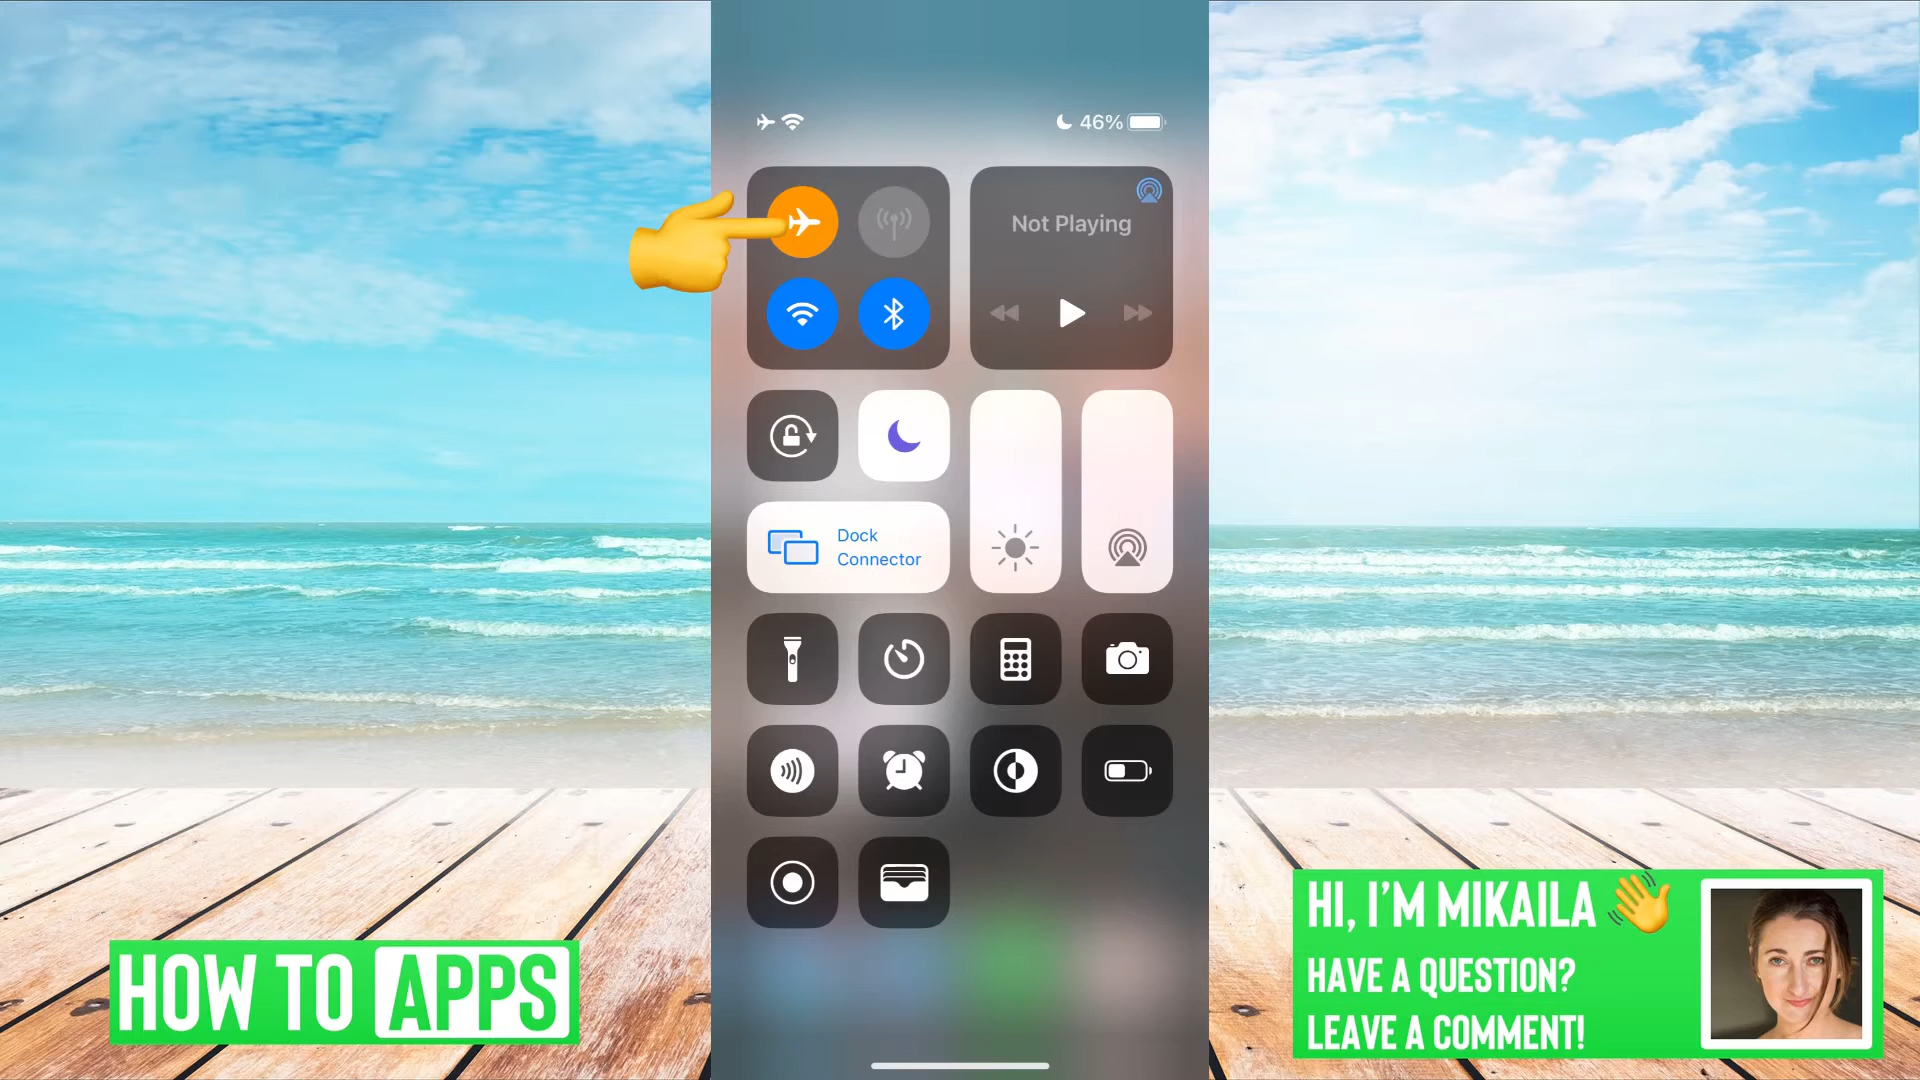 46%
Not Playing
Dock
Connector
HOW TO APPS
HI, I'M MIKAILA
HAVE A QUESTION?
LEAVE A COMMENT!